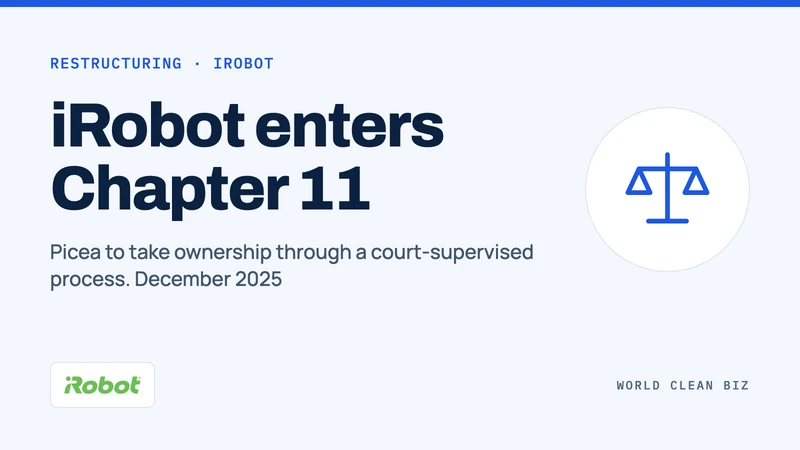 RESTRUCTURING · IROBOT
iRobot enters
Chapter 11
Picea to take ownership through a court-supervised
process. December 2025
iRobot
WORLD CLEAN BIZ